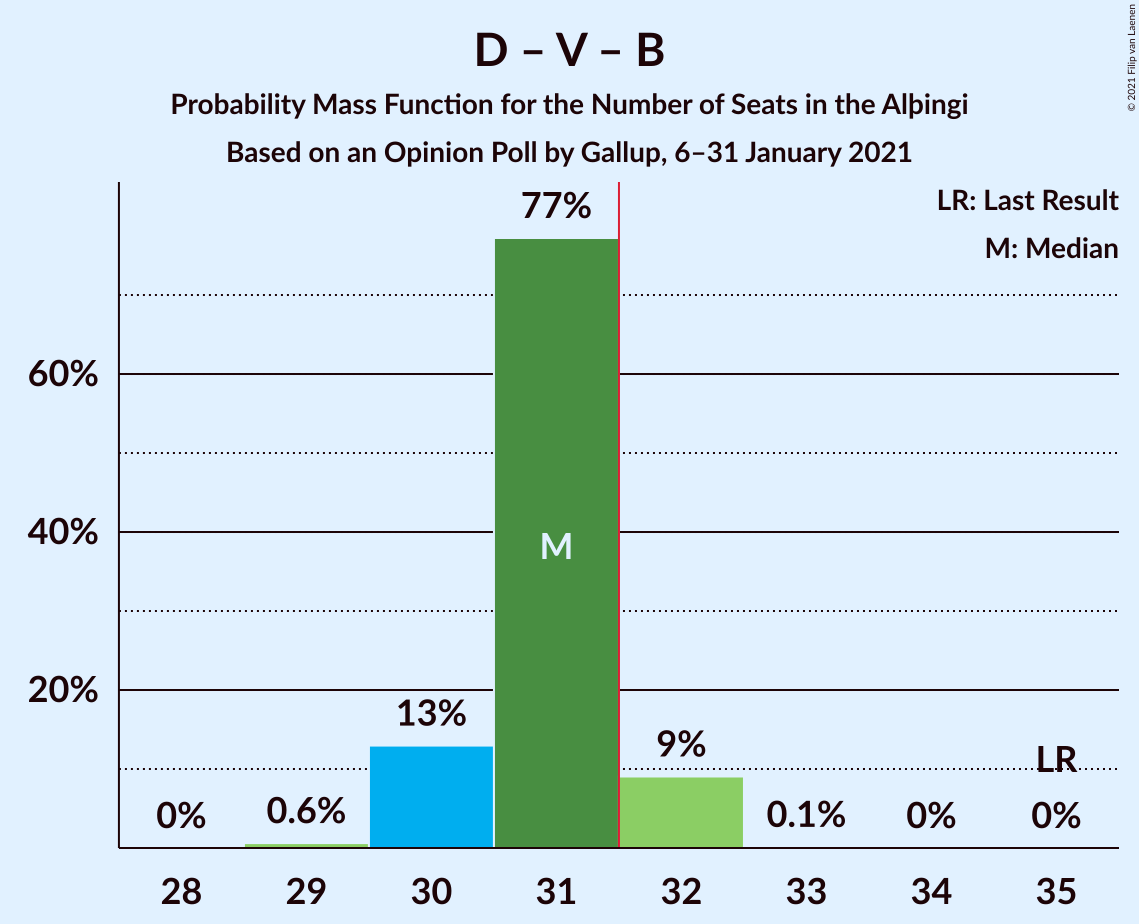 D – V – B
Probability Mass Function for the Number of Seats in the Alþingi
Based on an Opinion Poll by Gallup, 6–31 January 2021
© 2021 Filip van Laenen
LR: Last Result
M: Median
77%
60%
40%
20%
M
13%
9%
LR
0%
0.6%
0.1%
0%
0%
28
29
30
31
32
33
34
35